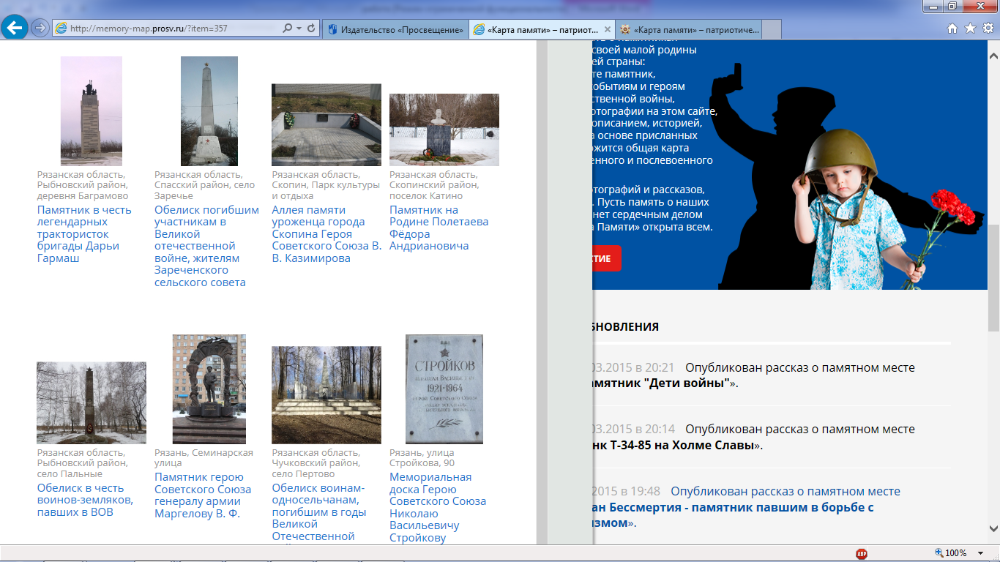 http://memory-map.prosv.ru/?item=357
Издательство «Просвещение»
«Карта памяти» – патриот...
«Карта памяти» – патриотиче...
Рязанская область,
Рыбновский район,
деревня Баграмово
Памятник в честь
легендарных
трактористок
бригады Дарьи
Гармаш
Рязанская область,
Спасский район, село
Заречье
Обелиск погибшим
участникам в
Великой
отечественной
войне, жителям
Зареченского
сельского совета
Рязанская область,
Скопин, Парк культуры
и отдыха
Аллея памяти
уроженца города
Скопина Героя
Советского Союза В.
В. Казимирова
Рязанская область,
Скопинский район,
поселок Катино
Памятник на
Родине Полетаева
Фёдора
Андриановича
Рязанская область,
Рыбновский район,
село Пальные
Обелиск в честь
воинов-земляков,
павших в ВОВ
Рязань, Семинарская
улица
Памятник герою
Советского Союза
генералу армии
Маргелову В. Ф.
Рязанская область,
Чучковский район,
село Пертово
Обелиск воинам-
односельчанам,
погибшим в годы
Великой
Отечественной
СТРОЙКОВ
1921-1964
Герой Советского Союза
Рязань, улица
Стройкова, 90
Мемориальная
доска Герою
Советского Союза
Николаю
Васильевичу
Стройкову
своей малой родины
ей страны:
те памятник,
обытиям и героям
ственной войны,
отографии на этом сайте,
описанием, историей,
а основе присланных
ожится общая карта
енного и послевоенного
отографий и рассказов,
. Пусть память о наших
нет сердечным делом
а Памяти» открыта всем.
СТИЕ
БНОВЛЕНИЯ
03.2015 в 20:21 Опубликован рассказ о памятном месте
амятник "Дети войны"».
03.2015 в 20:14 Опубликован рассказ о памятном месте
нк Т-34-85 на Холме Славы».
2015 в 19:48 Опубликован рассказ о памятном месте
ан Бессмертия - памятник павшим в борьбе с
измом».
ABP
100%